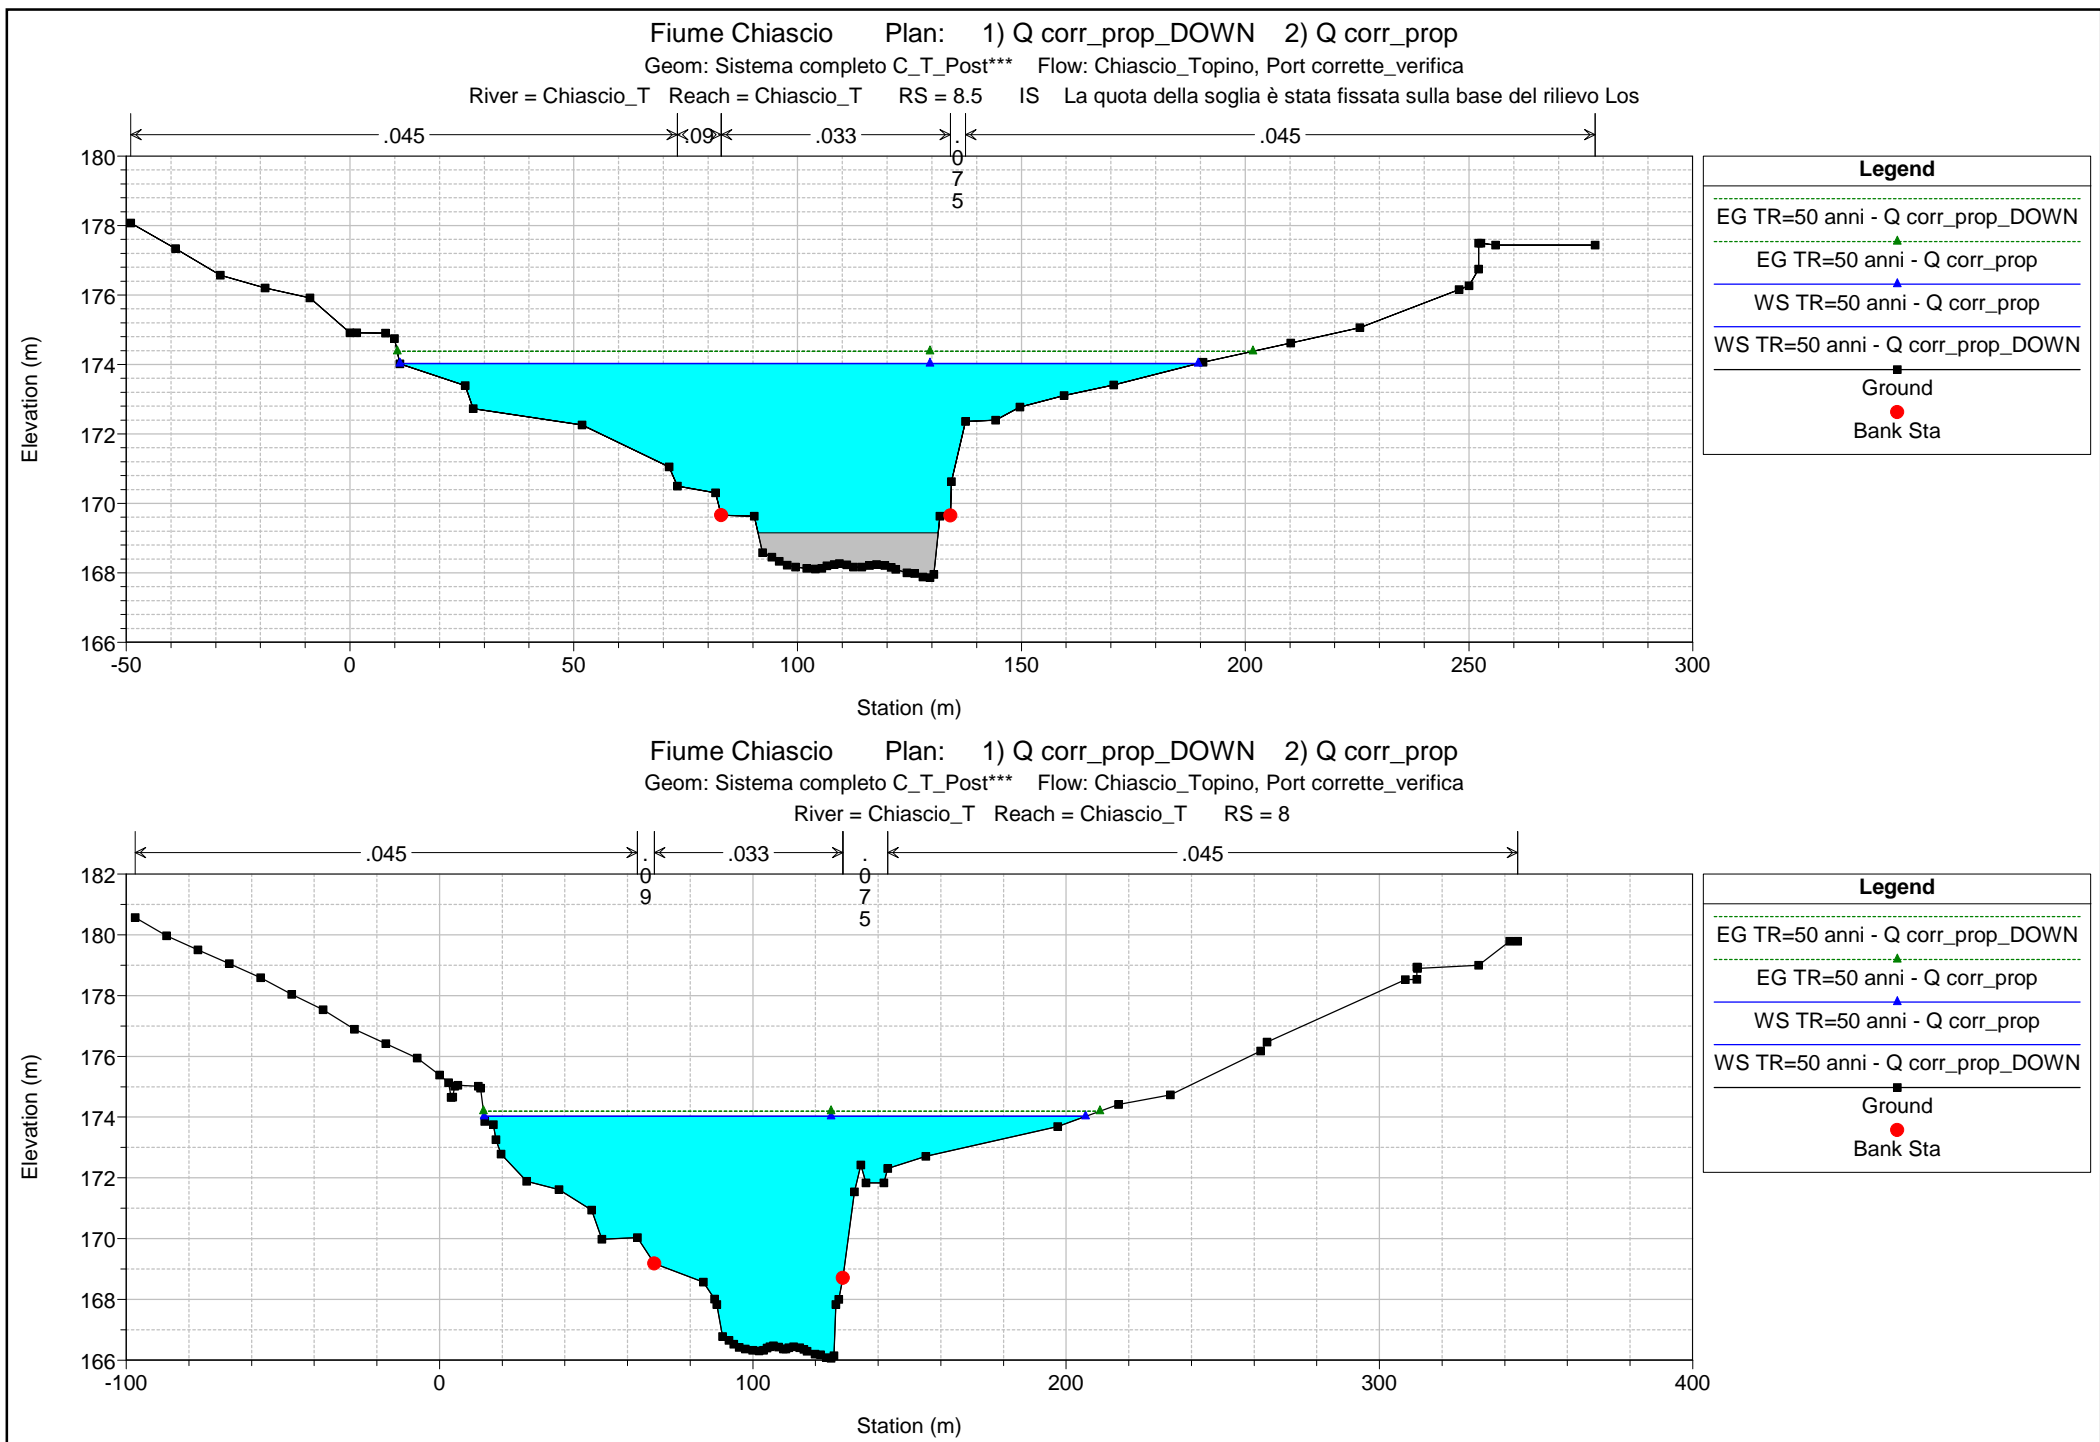 Fiume Chiascio Plan: 1) Q corr_prop_DOWN 2) Q corr_prop
Geom: Sistema completo C_T_Post*** Flow: Chiascio_Topino, Port corrette_verifica
River = Chiascio_T Reach = Chiascio_T RS = 8.5 IS La quota della soglia è stata fissata sulla base del rilievo Los
.045 .09 .033 .075 .045
180
178
176
174
172
170
168
166
Elevation (m)
-50 0 50 100 150 200 250 300
Station (m)
Legend
EG TR=50 anni - Q corr_prop_DOWN
EG TR=50 anni - Q corr_prop
WS TR=50 anni - Q corr_prop
WS TR=50 anni - Q corr_prop_DOWN
Ground
Bank Sta
Fiume Chiascio Plan: 1) Q corr_prop_DOWN 2) Q corr_prop
Geom: Sistema completo C_T_Post*** Flow: Chiascio_Topino, Port corrette_verifica
River = Chiascio_T Reach = Chiascio_T RS = 8
.045 .09 .033 .075 .045
182
180
178
176
174
172
170
168
166
Elevation (m)
-100 0 100 200 300 400
Station (m)
Legend
EG TR=50 anni - Q corr_prop_DOWN
EG TR=50 anni - Q corr_prop
WS TR=50 anni - Q corr_prop
WS TR=50 anni - Q corr_prop_DOWN
Ground
Bank Sta